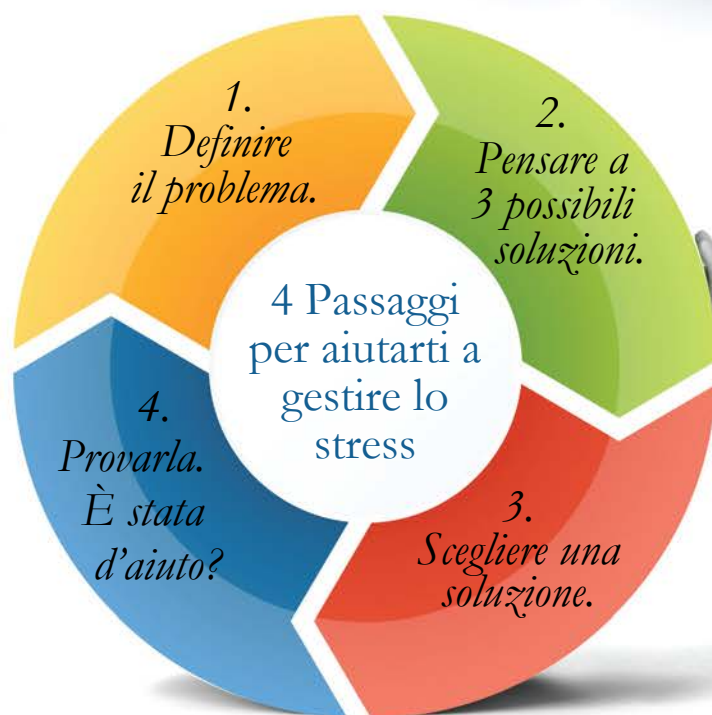 1.
Definire
il problema.
2.
Pensare a
3 possibili
soluzioni.
4 Passaggi
per aiutarti a
gestire lo
stress
3.
Scegliere una
soluzione.
4.
Provarla.
È stata
d'aiuto?